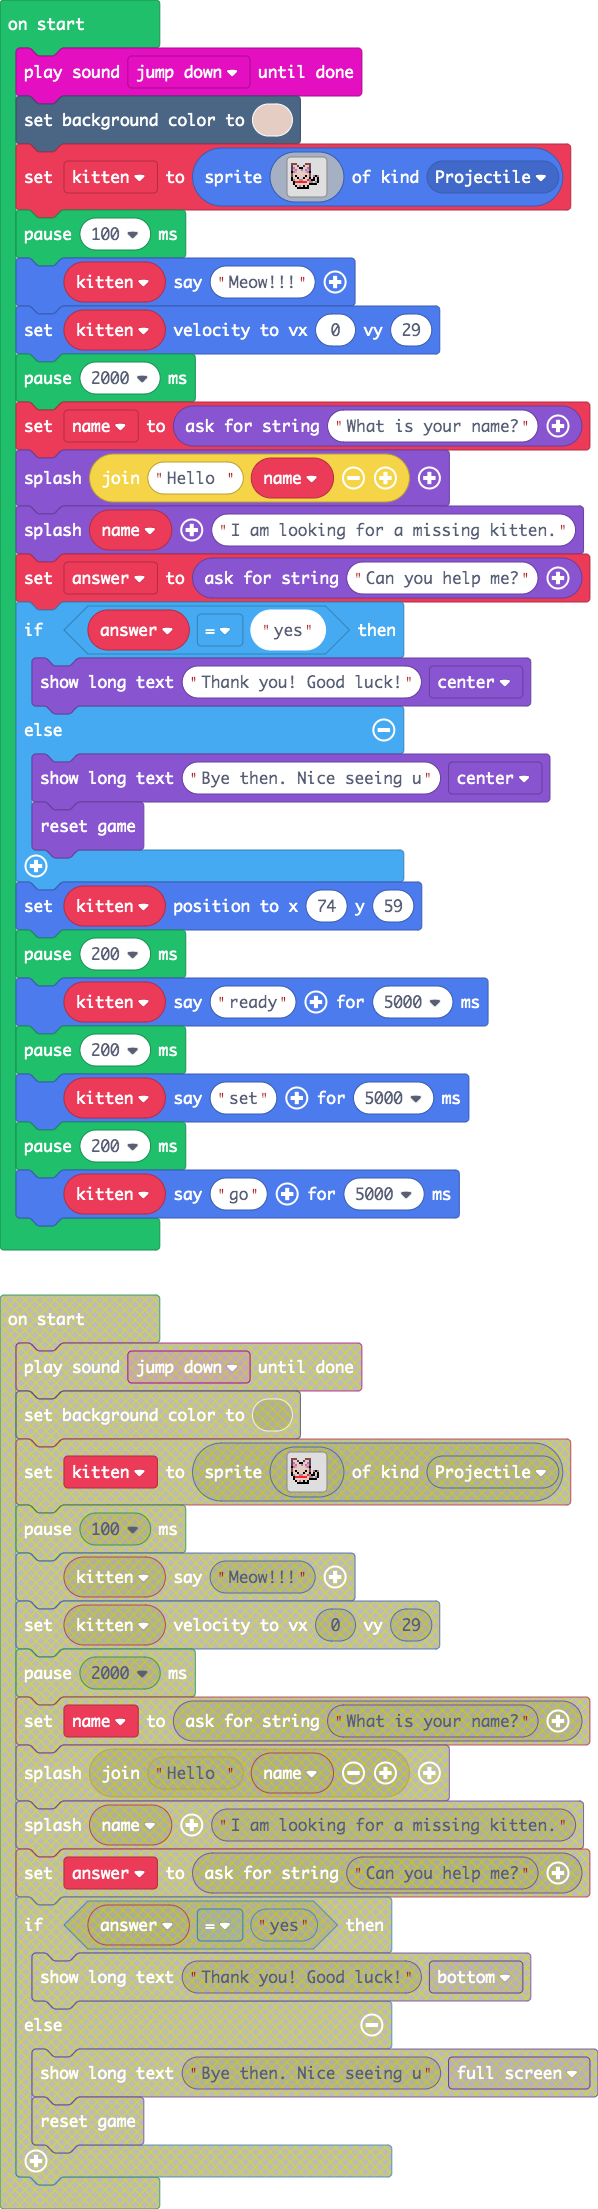 on start
play sound jump down until done
set background color to
set kitten to sprite of kind Projectile
pause 100 ms
kitten say "Meow!!!"
set kitten velocity to vx 0 vy 29
pause 2000 ms
set name to ask for string "What is your name?"
splash join "Hello " name
splash name "I am looking for a missing kitten."
set answer to ask for string "Can you help me?"
if answer = "yes" then
show long text "Thank you! Good luck!" center
else
show long text "Bye then. Nice seeing u" center
reset game
set kitten position to x 74 y 59
pause 200 ms
kitten say "ready" for 5000 ms
pause 200 ms
kitten say "set" for 5000 ms
pause 200 ms
kitten say "go" for 5000 ms
on start
play sound jump down until done
set background color to
set kitten to sprite of kind Projectile
pause 100 ms
kitten say "Meow!!!"
set kitten velocity to vx 0 vy 29
pause 2000 ms
set name to ask for string "What is your name?"
splash join "Hello " name
splash name "I am looking for a missing kitten."
set answer to ask for string "Can you help me?"
if answer = "yes" then
show long text "Thank you! Good luck!" bottom
else
show long text "Bye then. Nice seeing u" full screen
reset game